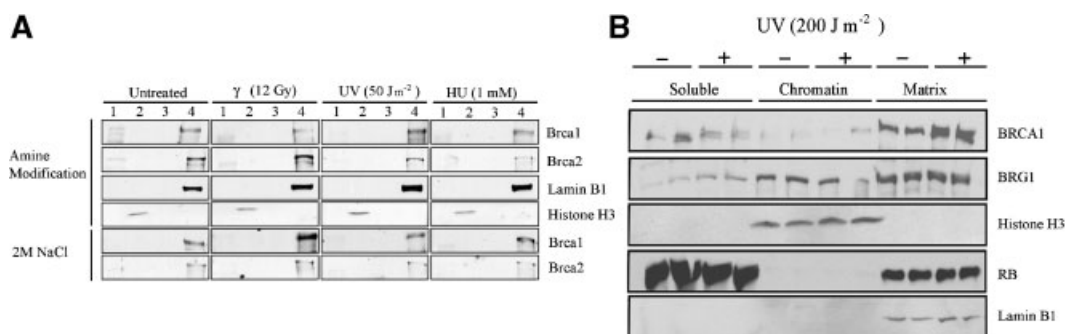 A
Untreated
γ (12 Gy)
UV (50 J m-2)
HU (1 mM)
1 2 3 4 1 2 3 4 1 2 3 4 1 2 3 4
Amine
Modification
Brca1
Brca2
Lamin B1
Histone H3
2M NaCl
Brca1
Brca2
B
UV (200 J m-2)
– + – + – +
Soluble Chromatin Matrix
BRCA1
BRG1
Histone H3
RB
Lamin B1